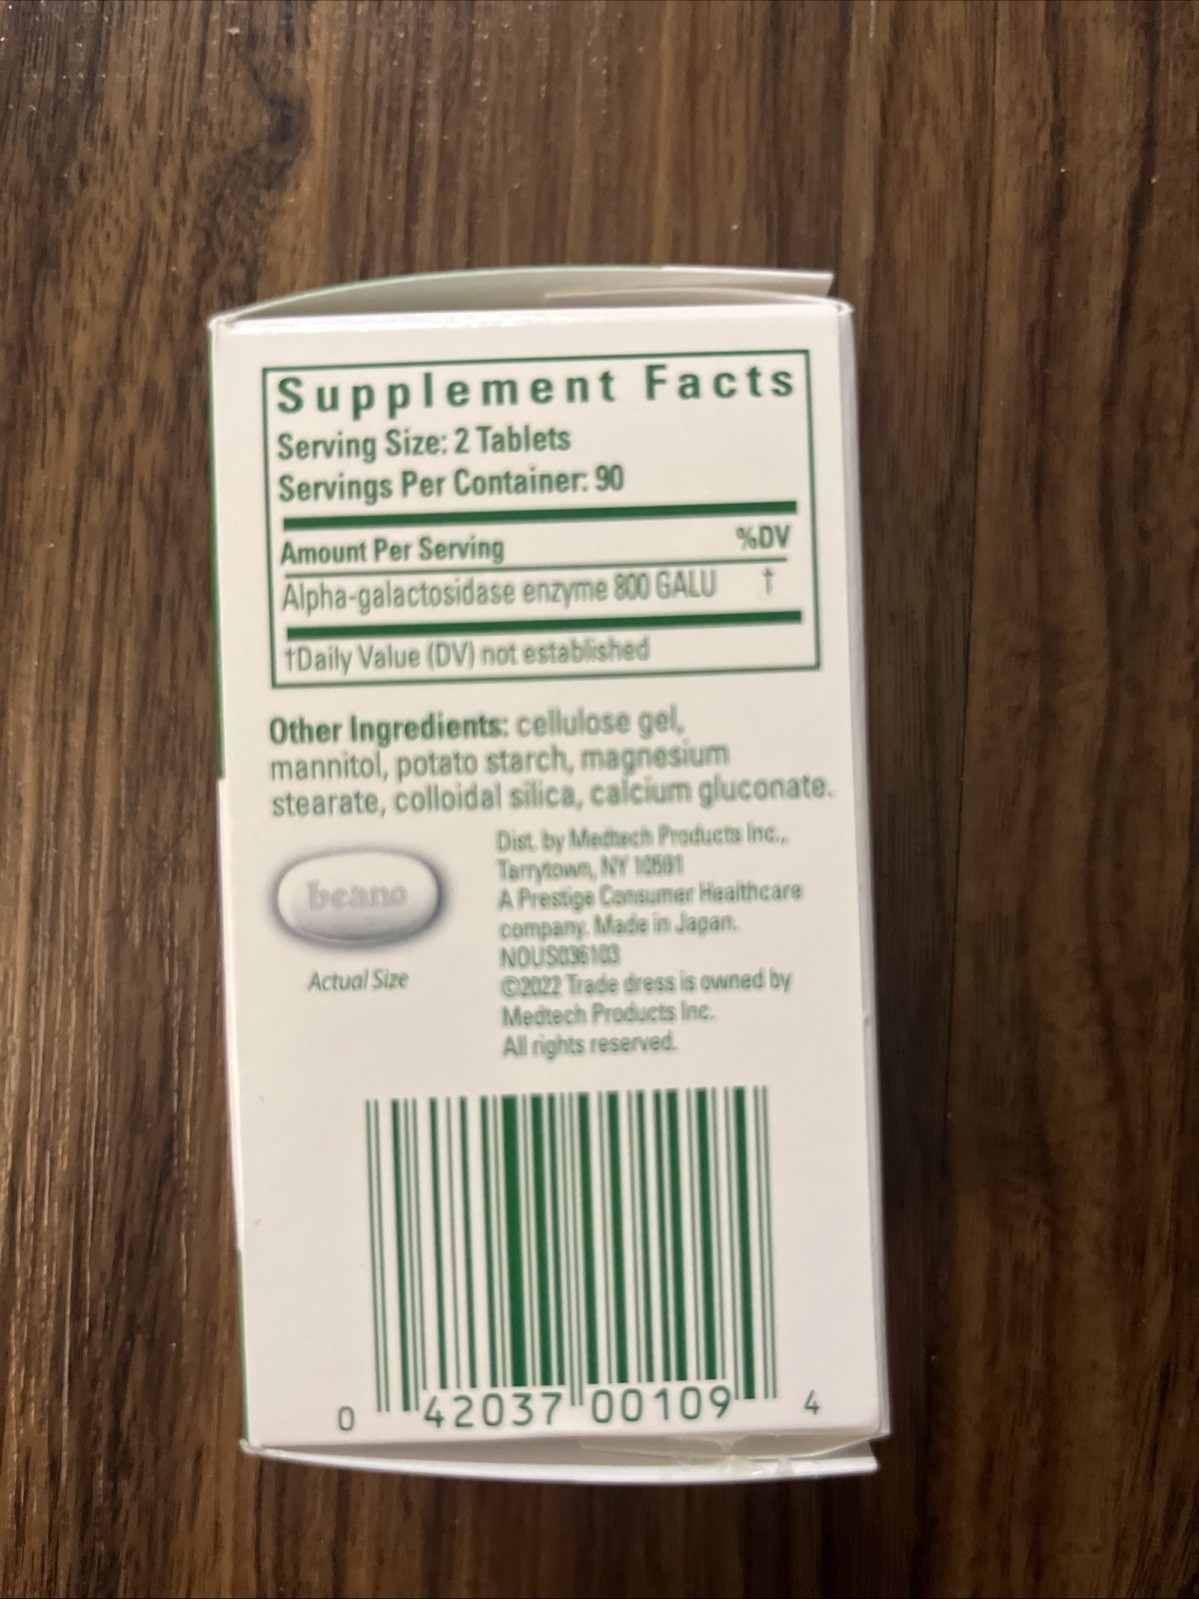 Supplement Facts
Serving Size: 2 Tablets
Servings Per Container: 90
Amount Per Serving %DV
Alpha-galactosidase enzyme 800 GALU †
†Daily Value (DV) not established
Other Ingredients: cellulose gel,
mannitol, potato starch, magnesium
stearate, colloidal silica, calcium gluconate.
beano
Actual Size
Dist. by Medtech Products Inc.,
Tarrytown, NY 10591
A Prestige Consumer Healthcare
company. Made in Japan.
NOUS036103
©2022 Trade dress is owned by
Medtech Products Inc.
All rights reserved.
0 42037 00109 4